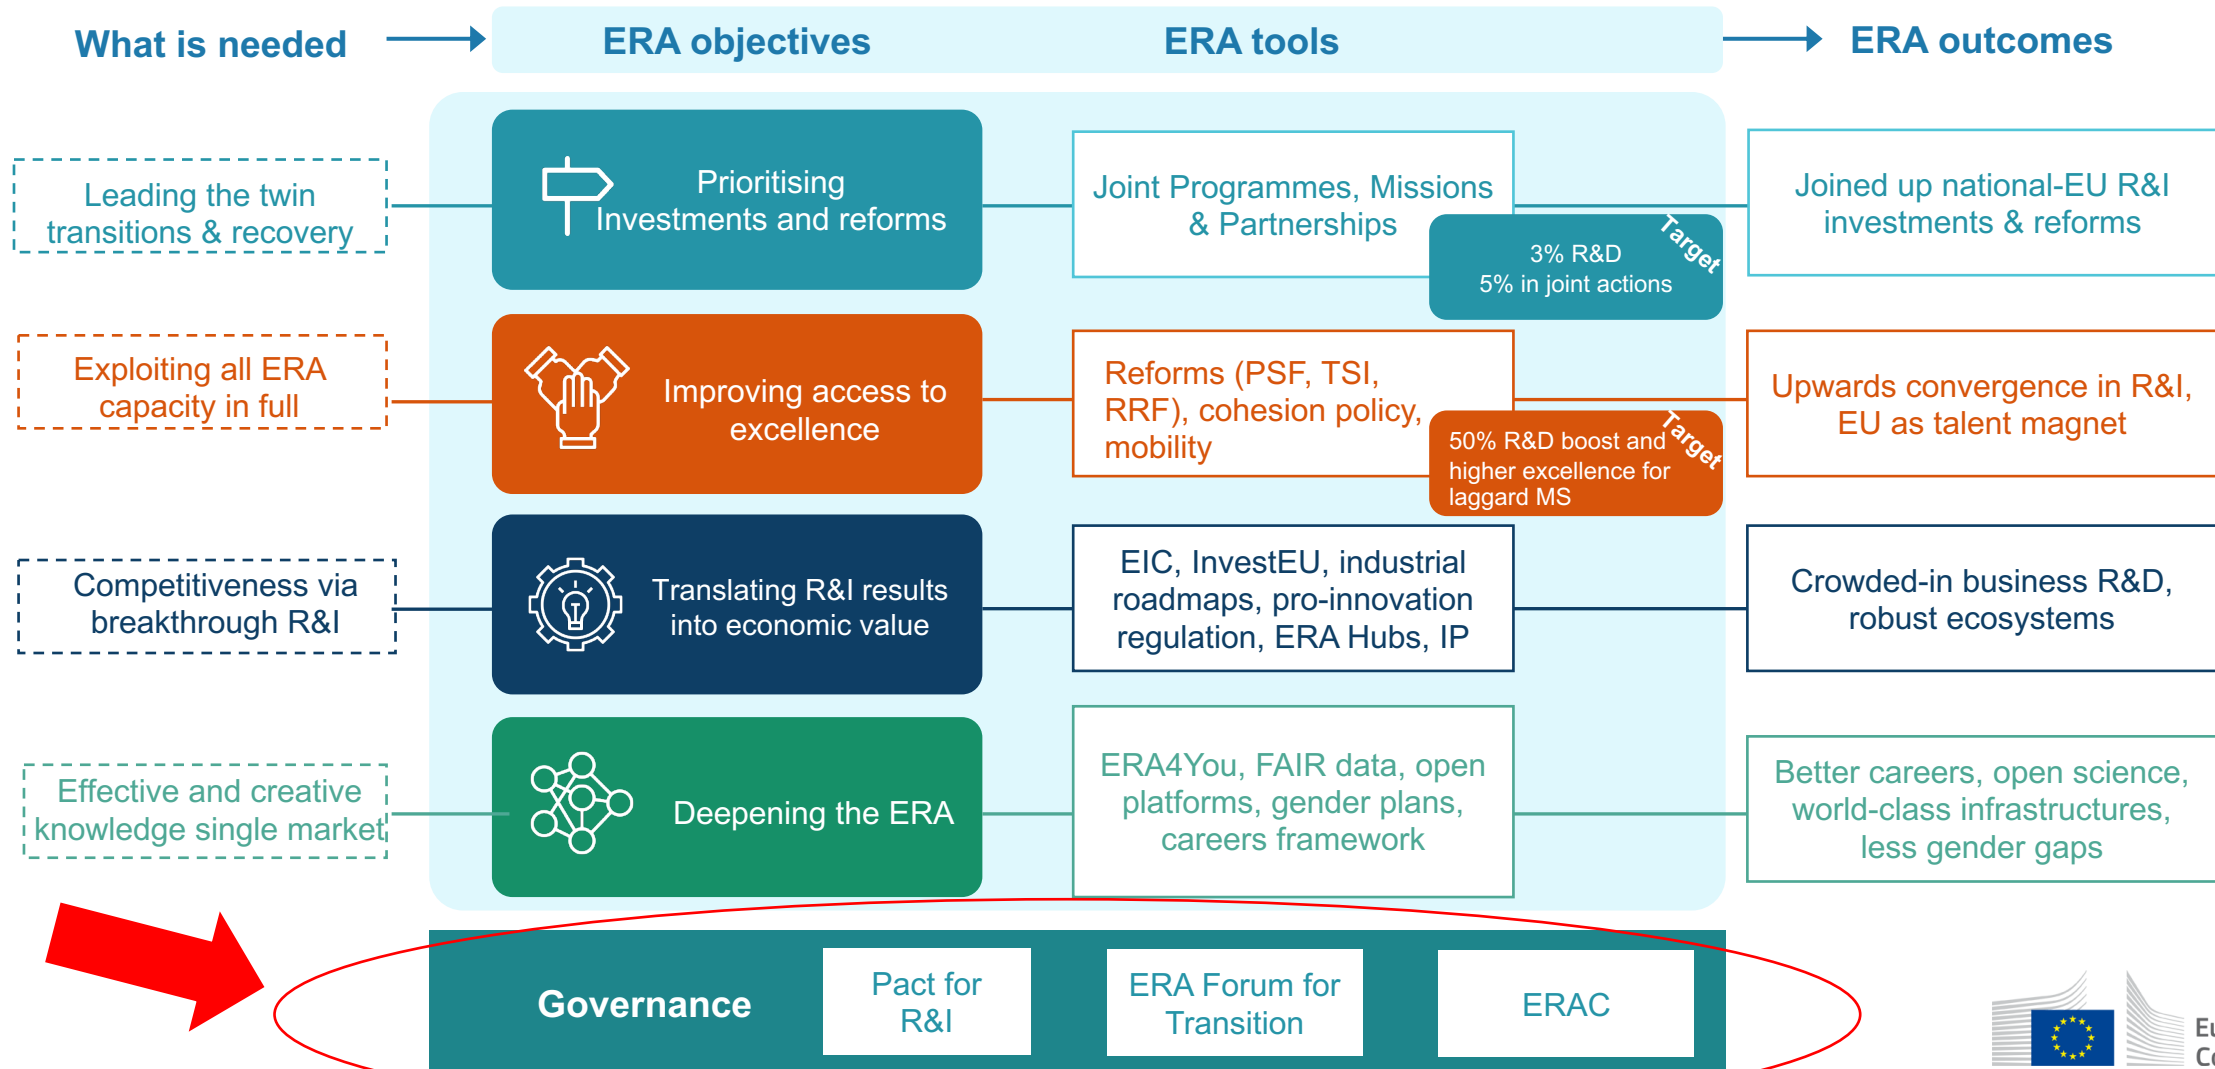 What is needed
ERA objectives
ERA tools
ERA outcomes
Leading the twin
transitions & recovery
Prioritising
Investments and reforms
Joint Programmes, Missions
& Partnerships
Target
3% R&D
5% in joint actions
Joined up national-EU R&I
investments & reforms
Exploiting all ERA
capacity in full
Improving access to
excellence
Reforms (PSF, TSI,
RRF), cohesion policy,
mobility
Target
50% R&D boost and
higher excellence for
laggard MS
Upwards convergence in R&I,
EU as talent magnet
Competitiveness via
breakthrough R&I
Translating R&I results
into economic value
EIC, InvestEU, industrial
roadmaps, pro-innovation
regulation, ERA Hubs, IP
Crowded-in business R&D,
robust ecosystems
Effective and creative
knowledge single market
Deepening the ERA
ERA4You, FAIR data, open
platforms, gender plans,
careers framework
Better careers, open science,
world-class infrastructures,
less gender gaps
Governance
Pact for
R&I
ERA Forum for
Transition
ERAC